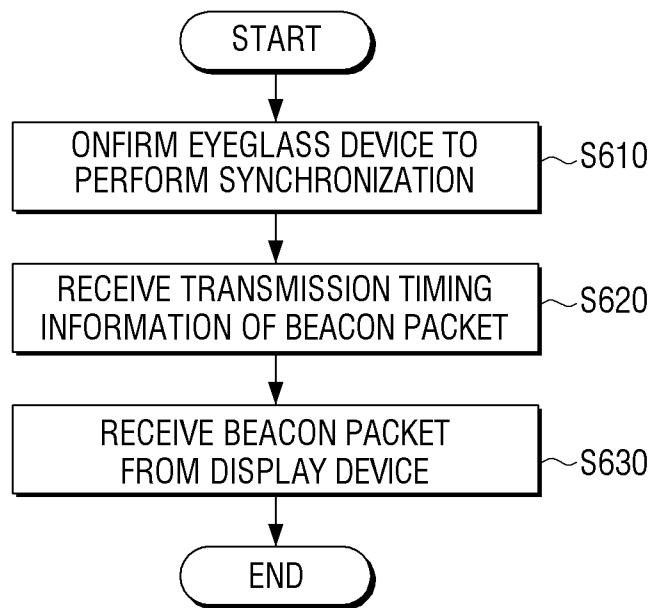 START
ONFIRM EYEGLASS DEVICE TO
PERFORM SYNCHRONIZATION
S610
RECEIVE TRANSMISSION TIMING
INFORMATION OF BEACON PACKET
S620
RECEIVE BEACON PACKET
FROM DISPLAY DEVICE
S630
END